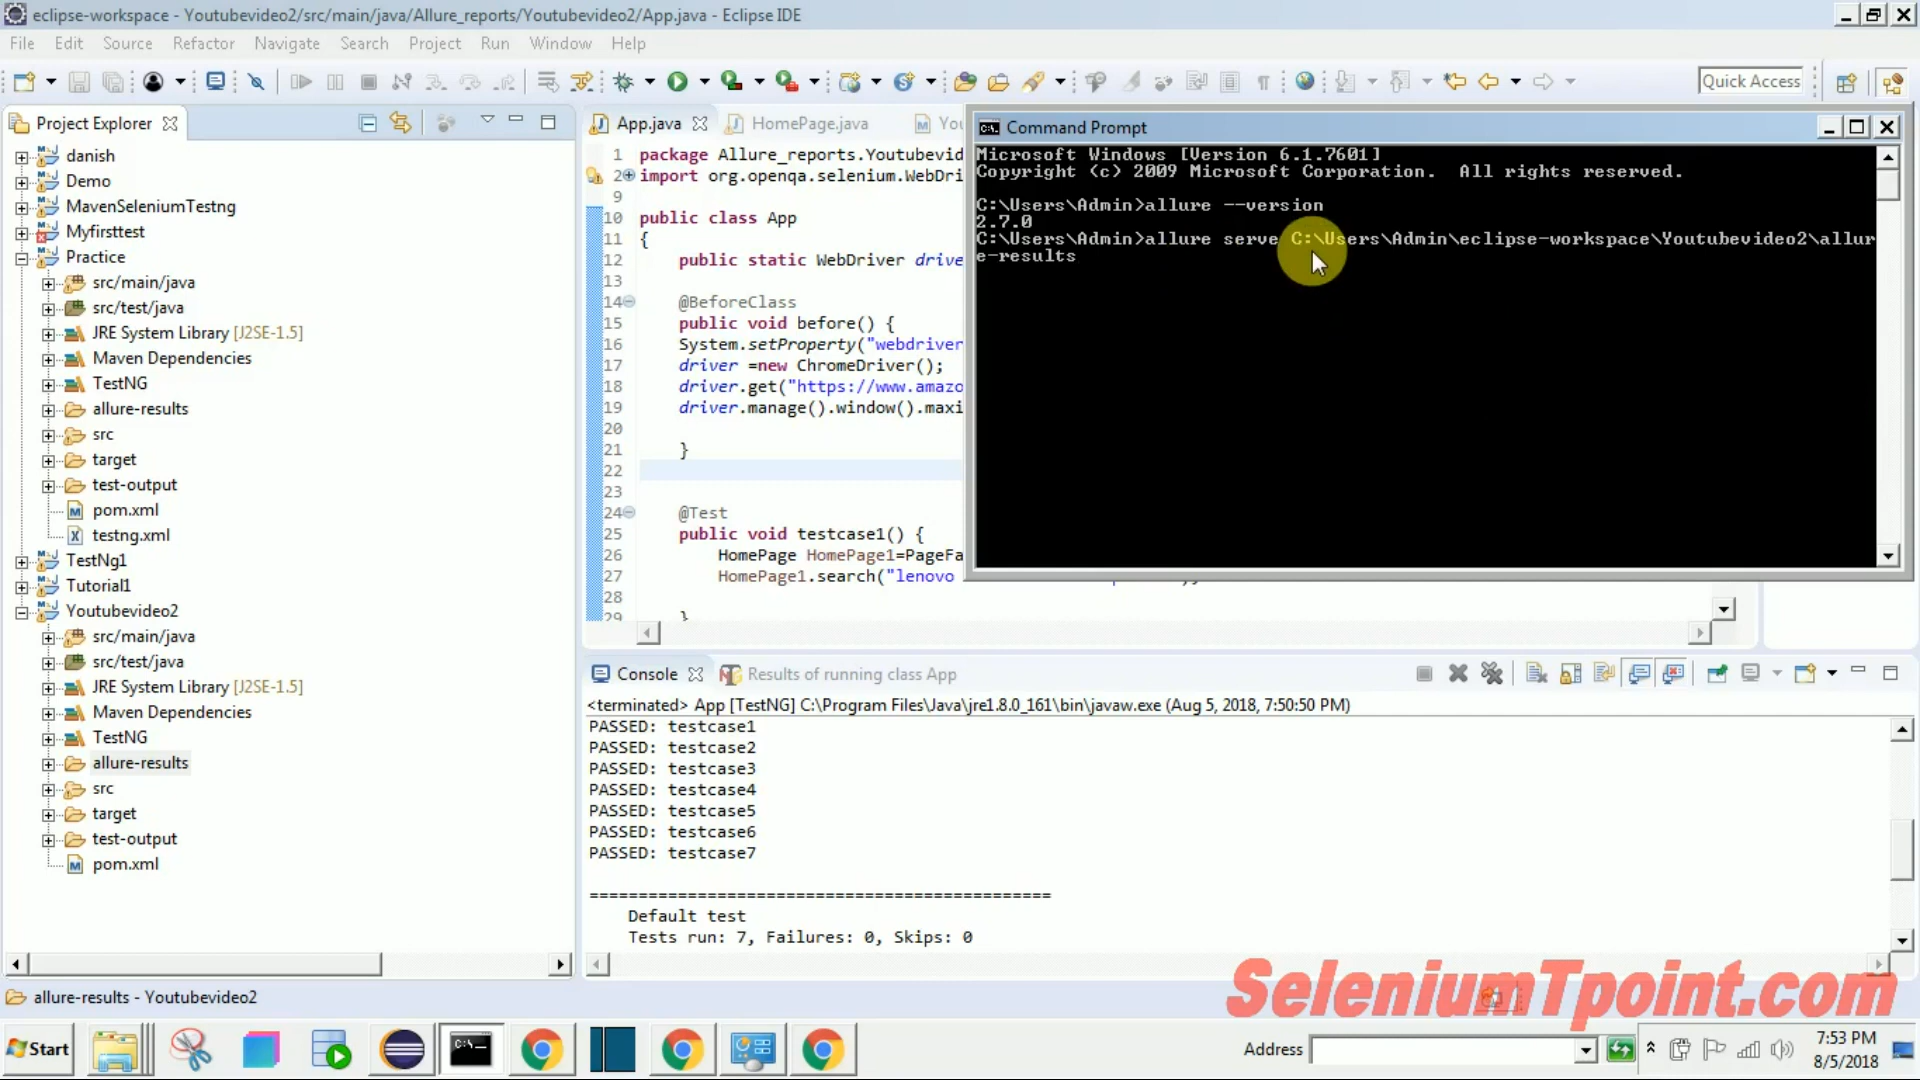 eclipse-workspace - Youtubevideo2/src/main/java/Allure_reports/Youtubevideo2/App.java - Eclipse IDE
File Edit Source Refactor Navigate Search Project Run Window Help
Quick Access
Project Explorer
danish
Demo
MavenSeleniumTestng
Myfirsttest
Practice
src/main/java
src/test/java
JRE System Library [J2SE-1.5]
Maven Dependencies
TestNG
allure-results
src
target
test-output
pom.xml
testng.xml
TestNg1
Tutorial1
Youtubevideo2
src/main/java
src/test/java
JRE System Library [J2SE-1.5]
Maven Dependencies
TestNG
allure-results
src
target
test-output
pom.xml
App.java HomePage.java You
1 package Allure_reports.Youtubevid
2 import org.openqa.selenium.WebDri
9
10 public class App
11 {
12 public static WebDriver drive
13
14 @BeforeClass
15 public void before() {
16 System.setProperty("webdriver
17 driver =new ChromeDriver();
18 driver.get("https://www.amazo
19 driver.manage().window().maxi
20
21 }
22
23
24 @Test
25 public void testcase1() {
26 HomePage HomePage1=PageFa
27 HomePage1.search("lenovo
28
29 }
Command Prompt
Microsoft Windows [Version 6.1.7601]
Copyright (c) 2009 Microsoft Corporation. All rights reserved.
C:\Users\Admin>allure --version
2.7.0
C:\Users\Admin>allure serve C:\Users\Admin\eclipse-workspace\Youtubevideo2\allur
e-results
Console Results of running class App
<terminated> App [TestNG] C:\Program Files\Java\jre1.8.0_161\bin\javaw.exe (Aug 5, 2018, 7:50:50 PM)
PASSED: testcase1
PASSED: testcase2
PASSED: testcase3
PASSED: testcase4
PASSED: testcase5
PASSED: testcase6
PASSED: testcase7
===============================================
Default test
Tests run: 7, Failures: 0, Skips: 0
SeleniumTpoint.com
allure-results - Youtubevideo2
Start
C:\.
Address
7:53 PM
8/5/2018